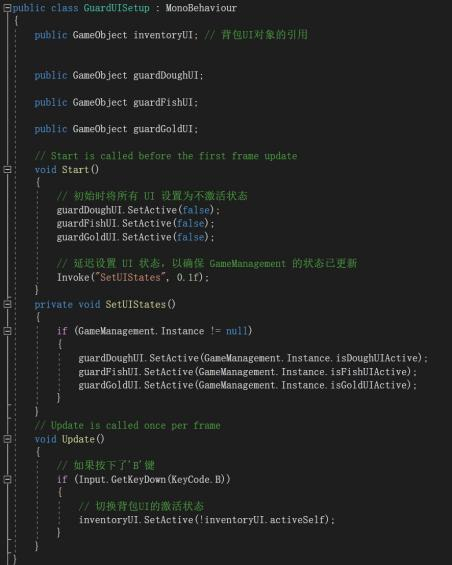 public class GuardUISetup : MonoBehaviour
{
public GameObject inventoryUI; // 背包UI对象的引用
public GameObject guardDoughUI;
public GameObject guardFishUI;
public GameObject guardGoldUI;
// Start is called before the first frame update
void Start()
{
// 初始时将所有 UI 设置为不激活状态
guardDoughUI.SetActive(false);
guardFishUI.SetActive(false);
guardGoldUI.SetActive(false);
// 延迟设置 UI 状态，以确保 GameManagement 的状态已更新
Invoke("SetUIStates", 0.1f);
}
private void SetUIStates()
{
if (GameManagement.Instance != null)
{
guardDoughUI.SetActive(GameManagement.Instance.isDoughUIActive);
guardFishUI.SetActive(GameManagement.Instance.isFishUIActive);
guardGoldUI.SetActive(GameManagement.Instance.isGoldUIActive);
}
}
// Update is called once per frame
void Update()
{
// 如果按下了'B'键
if (Input.GetKeyDown(KeyCode.B))
{
// 切换背包UI的激活状态
inventoryUI.SetActive(!inventoryUI.activeSelf);
}
}
}